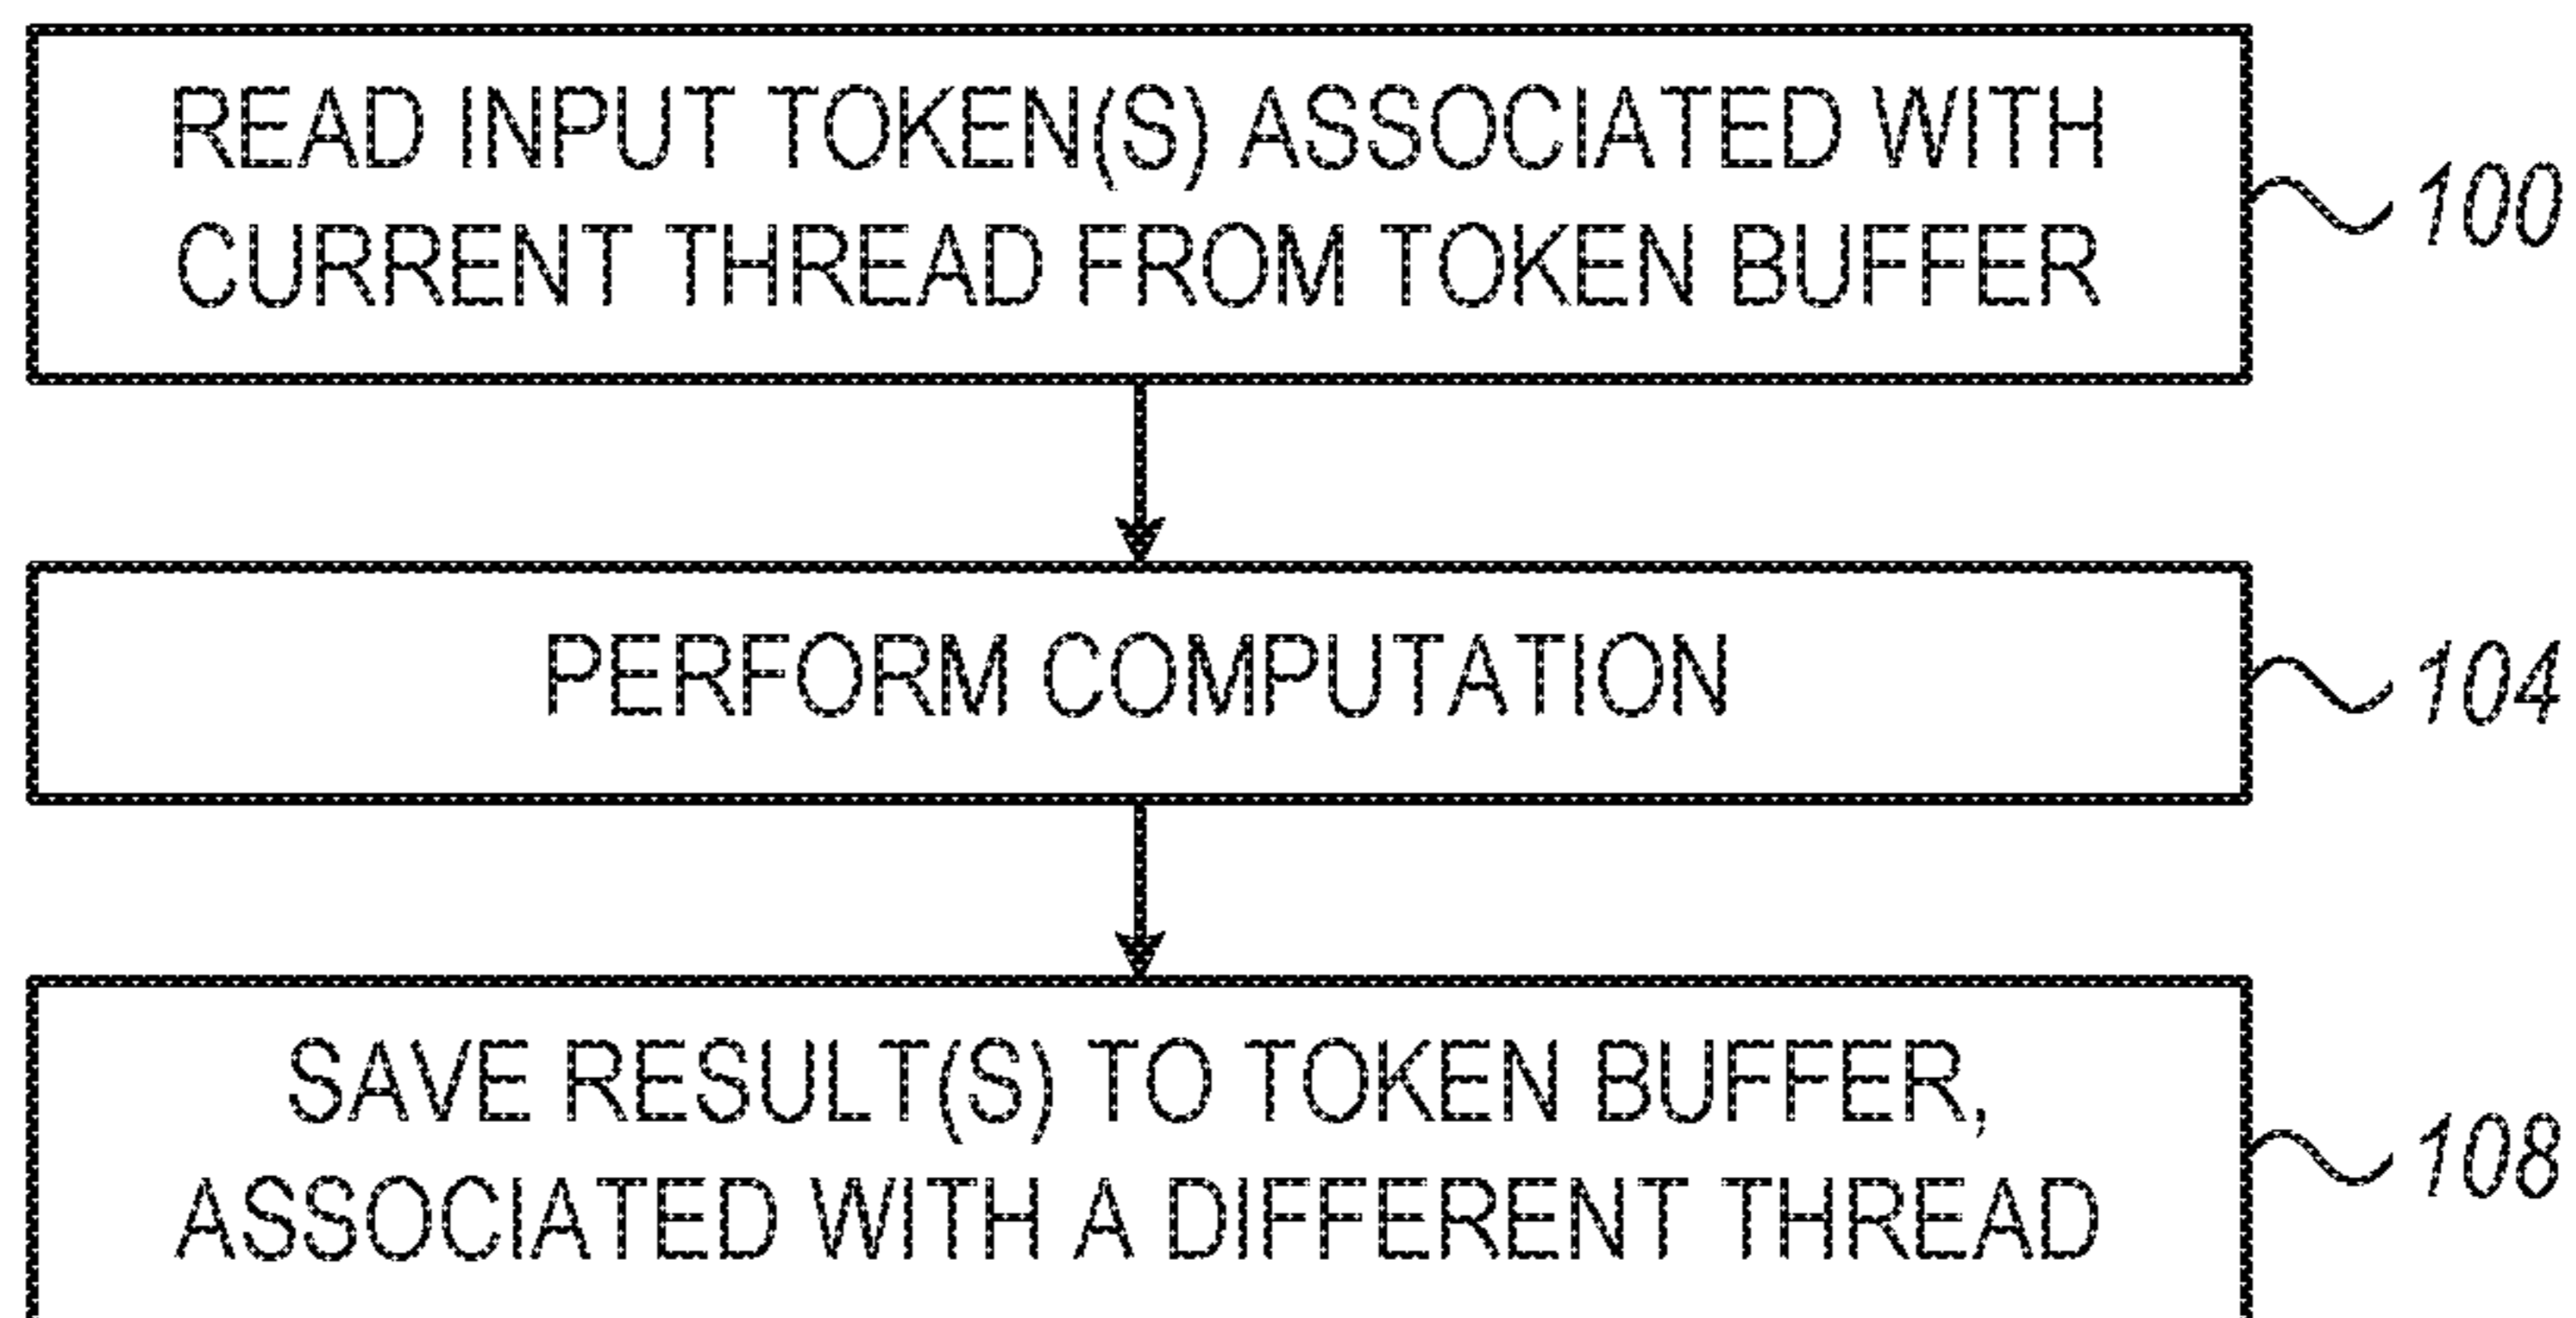 READ INPUT TOKEN(S) ASSOCIATED WITH
CURRENT THREAD FROM TOKEN BUFFER
100
PERFORM COMPUTATION
104
SAVE RESULT(S) TO TOKEN BUFFER,
ASSOCIATED WITH A DIFFERENT THREAD
108